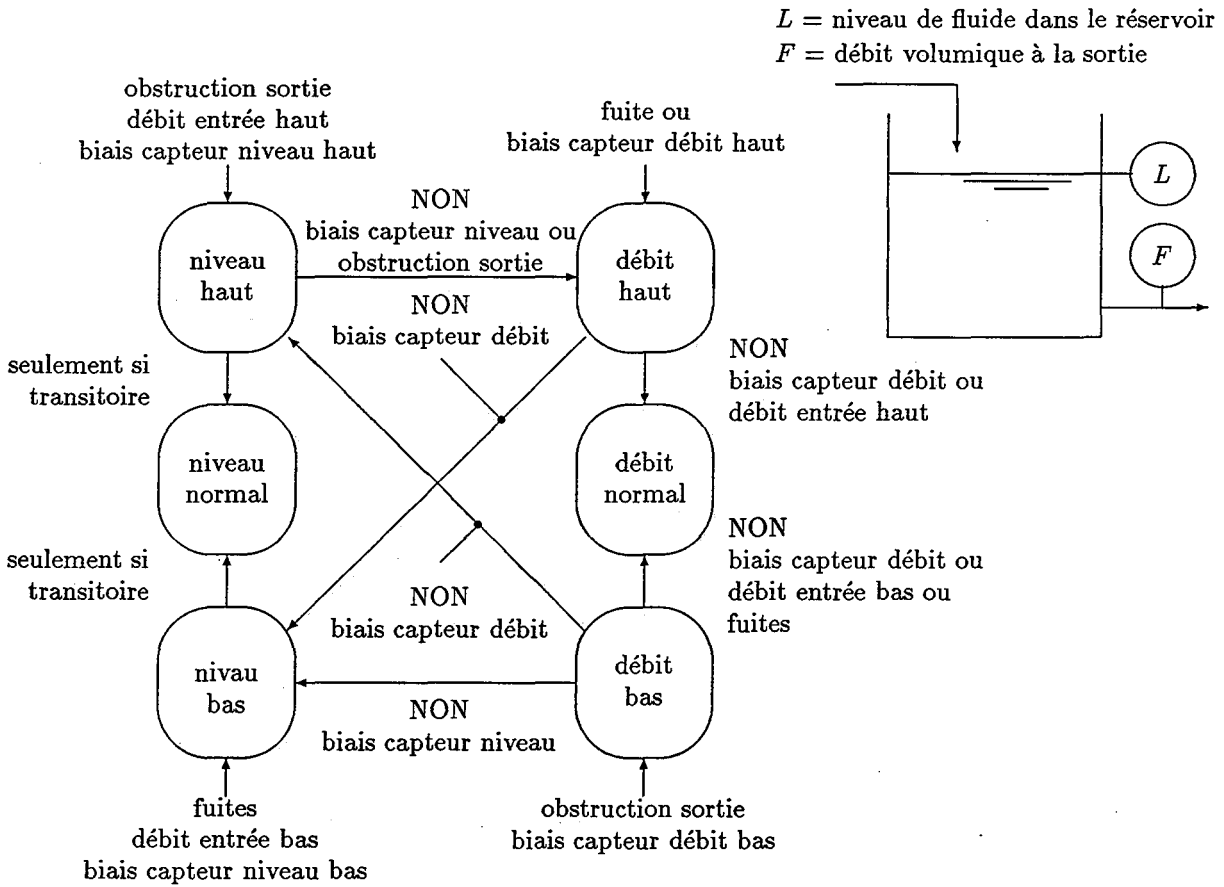 L = niveau de fluide dans le réservoir
F = débit volumique à la sortie
obstruction sortie
débit entrée haut
biais capteur niveau haut
fuite ou
biais capteur débit haut
L
F
niveau
haut
NON
biais capteur niveau ou
obstruction sortie
débit
haut
NON
biais capteur débit
seulement si
transitoire
NON
biais capteur débit ou
débit entrée haut
niveau
normal
débit
normal
seulement si
transitoire
NON
biais capteur débit ou
débit entrée bas ou
fuites
NON
biais capteur débit
nivau
bas
débit
bas
NON
biais capteur niveau
fuites
débit entrée bas
biais capteur niveau bas
obstruction sortie
biais capteur débit bas